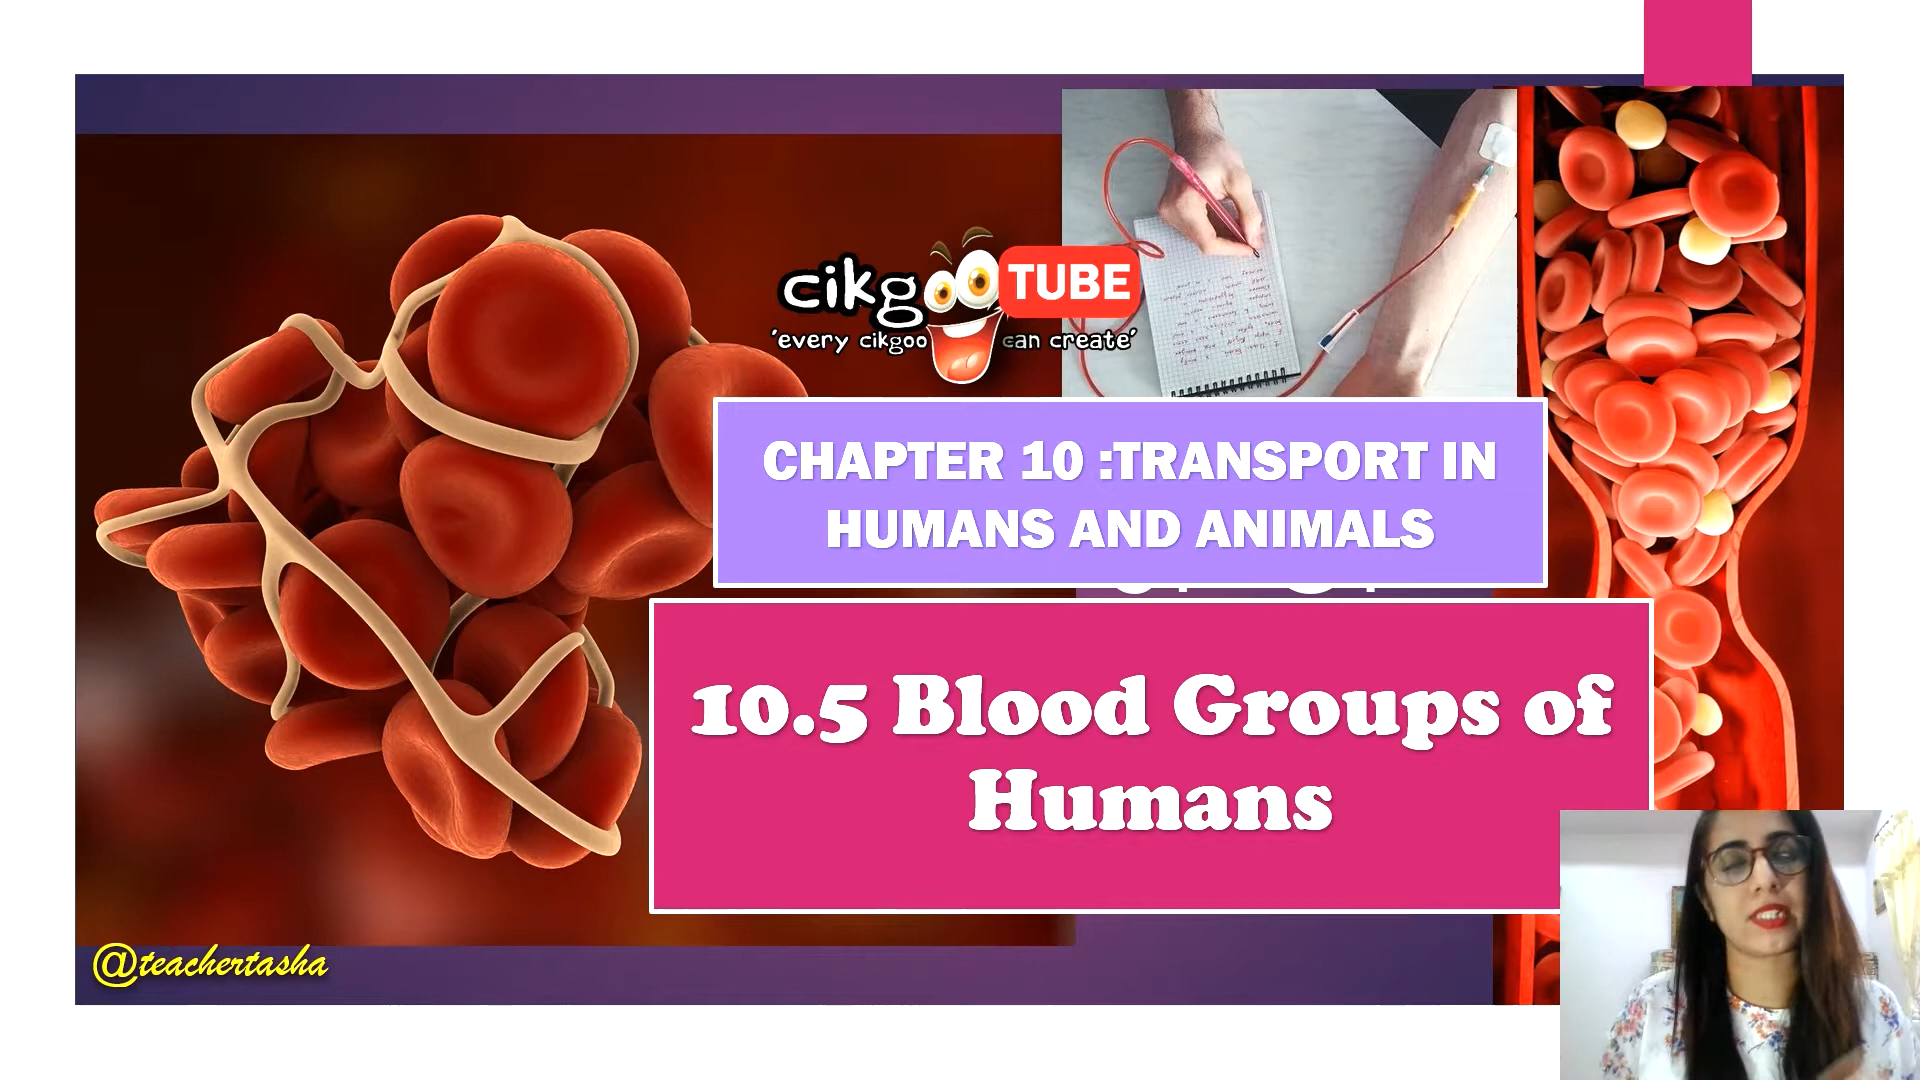 cikgoo TUBE
'every cikgoo can create'
CHAPTER 10 :TRANSPORT IN
HUMANS AND ANIMALS
10.5 Blood Groups of
Humans
@teachertasha